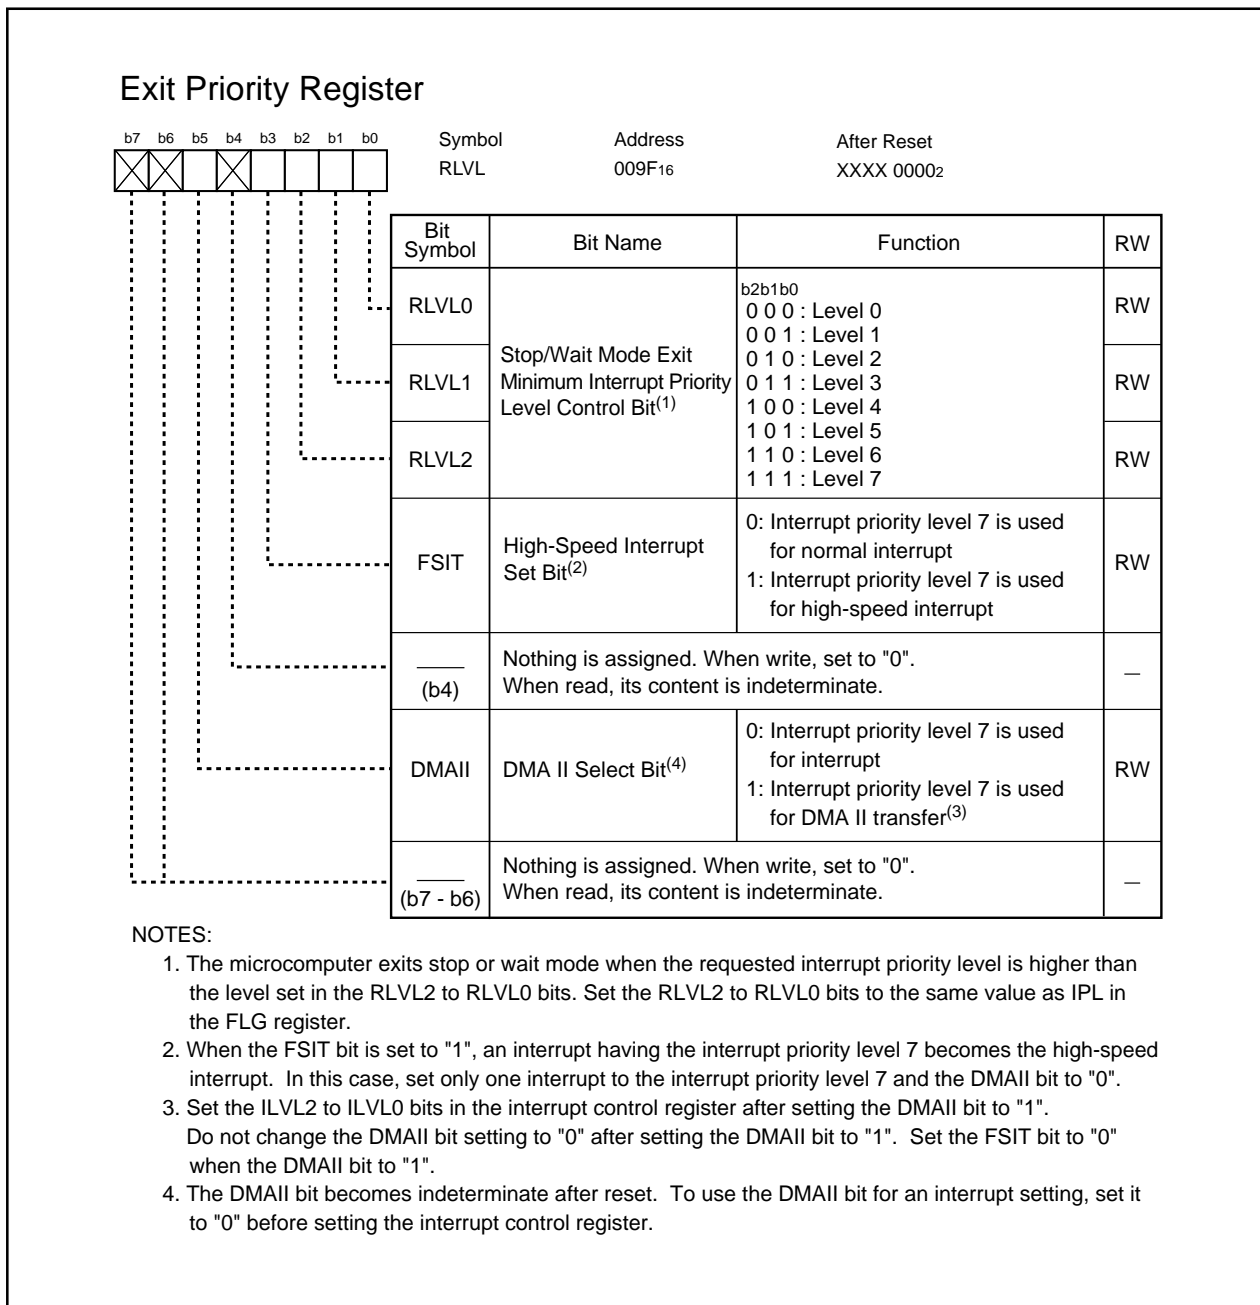 Exit Priority Register
b7 b6 b5 b4 b3 b2 b1 b0
Symbol Address After Reset
RLVL 009F16 XXXX 00002
Bit Symbol Bit Name Function RW
RLVL0
RLVL1
RLVL2
Stop/Wait Mode Exit
Minimum Interrupt Priority
Level Control Bit(1)
b2b1b0
0 0 0 : Level 0
0 0 1 : Level 1
0 1 0 : Level 2
0 1 1 : Level 3
1 0 0 : Level 4
1 0 1 : Level 5
1 1 0 : Level 6
1 1 1 : Level 7
RW
RW
RW
FSIT
High-Speed Interrupt
Set Bit(2)
0: Interrupt priority level 7 is used
for normal interrupt
1: Interrupt priority level 7 is used
for high-speed interrupt
RW
(b4)
Nothing is assigned. When write, set to "0".
When read, its content is indeterminate.
—
DMAII
DMA II Select Bit(4)
0: Interrupt priority level 7 is used
for interrupt
1: Interrupt priority level 7 is used
for DMA II transfer(3)
RW
(b7 - b6)
Nothing is assigned. When write, set to "0".
When read, its content is indeterminate.
—
NOTES:
1. The microcomputer exits stop or wait mode when the requested interrupt priority level is higher than
the level set in the RLVL2 to RLVL0 bits. Set the RLVL2 to RLVL0 bits to the same value as IPL in
the FLG register.
2. When the FSIT bit is set to "1", an interrupt having the interrupt priority level 7 becomes the high-speed
interrupt. In this case, set only one interrupt to the interrupt priority level 7 and the DMAII bit to "0".
3. Set the ILVL2 to ILVL0 bits in the interrupt control register after setting the DMAII bit to "1".
Do not change the DMAII bit setting to "0" after setting the DMAII bit to "1". Set the FSIT bit to "0"
when the DMAII bit to "1".
4. The DMAII bit becomes indeterminate after reset. To use the DMAII bit for an interrupt setting, set it
to "0" before setting the interrupt control register.